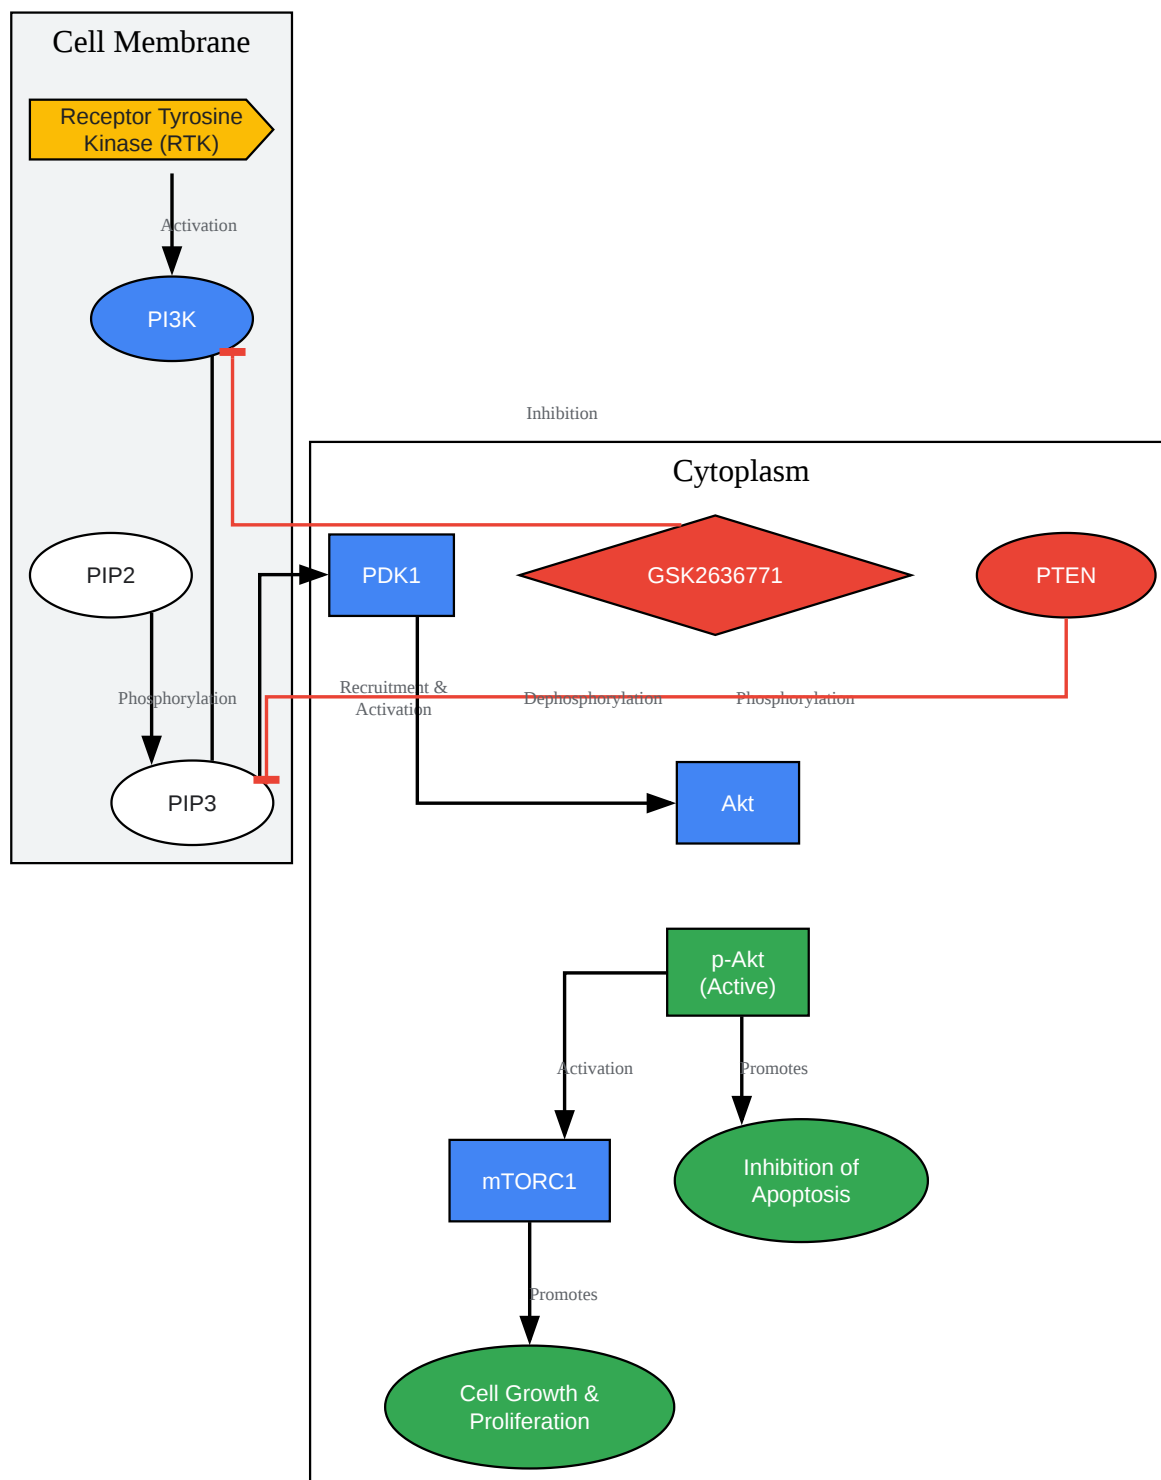 Cell Membrane
Receptor Tyrosine
Kinase (RTK)
Activation
PI3K
Inhibition
Cytoplasm
PIP2
PDK1
GSK2636771
PTEN
Phosphorylation
Recruitment &
Activation
Dephosphorylation
Phosphorylation
PIP3
Akt
p-Akt
(Active)
Activation
Promotes
mTORC1
Inhibition of
Apoptosis
Promotes
Cell Growth &
Proliferation